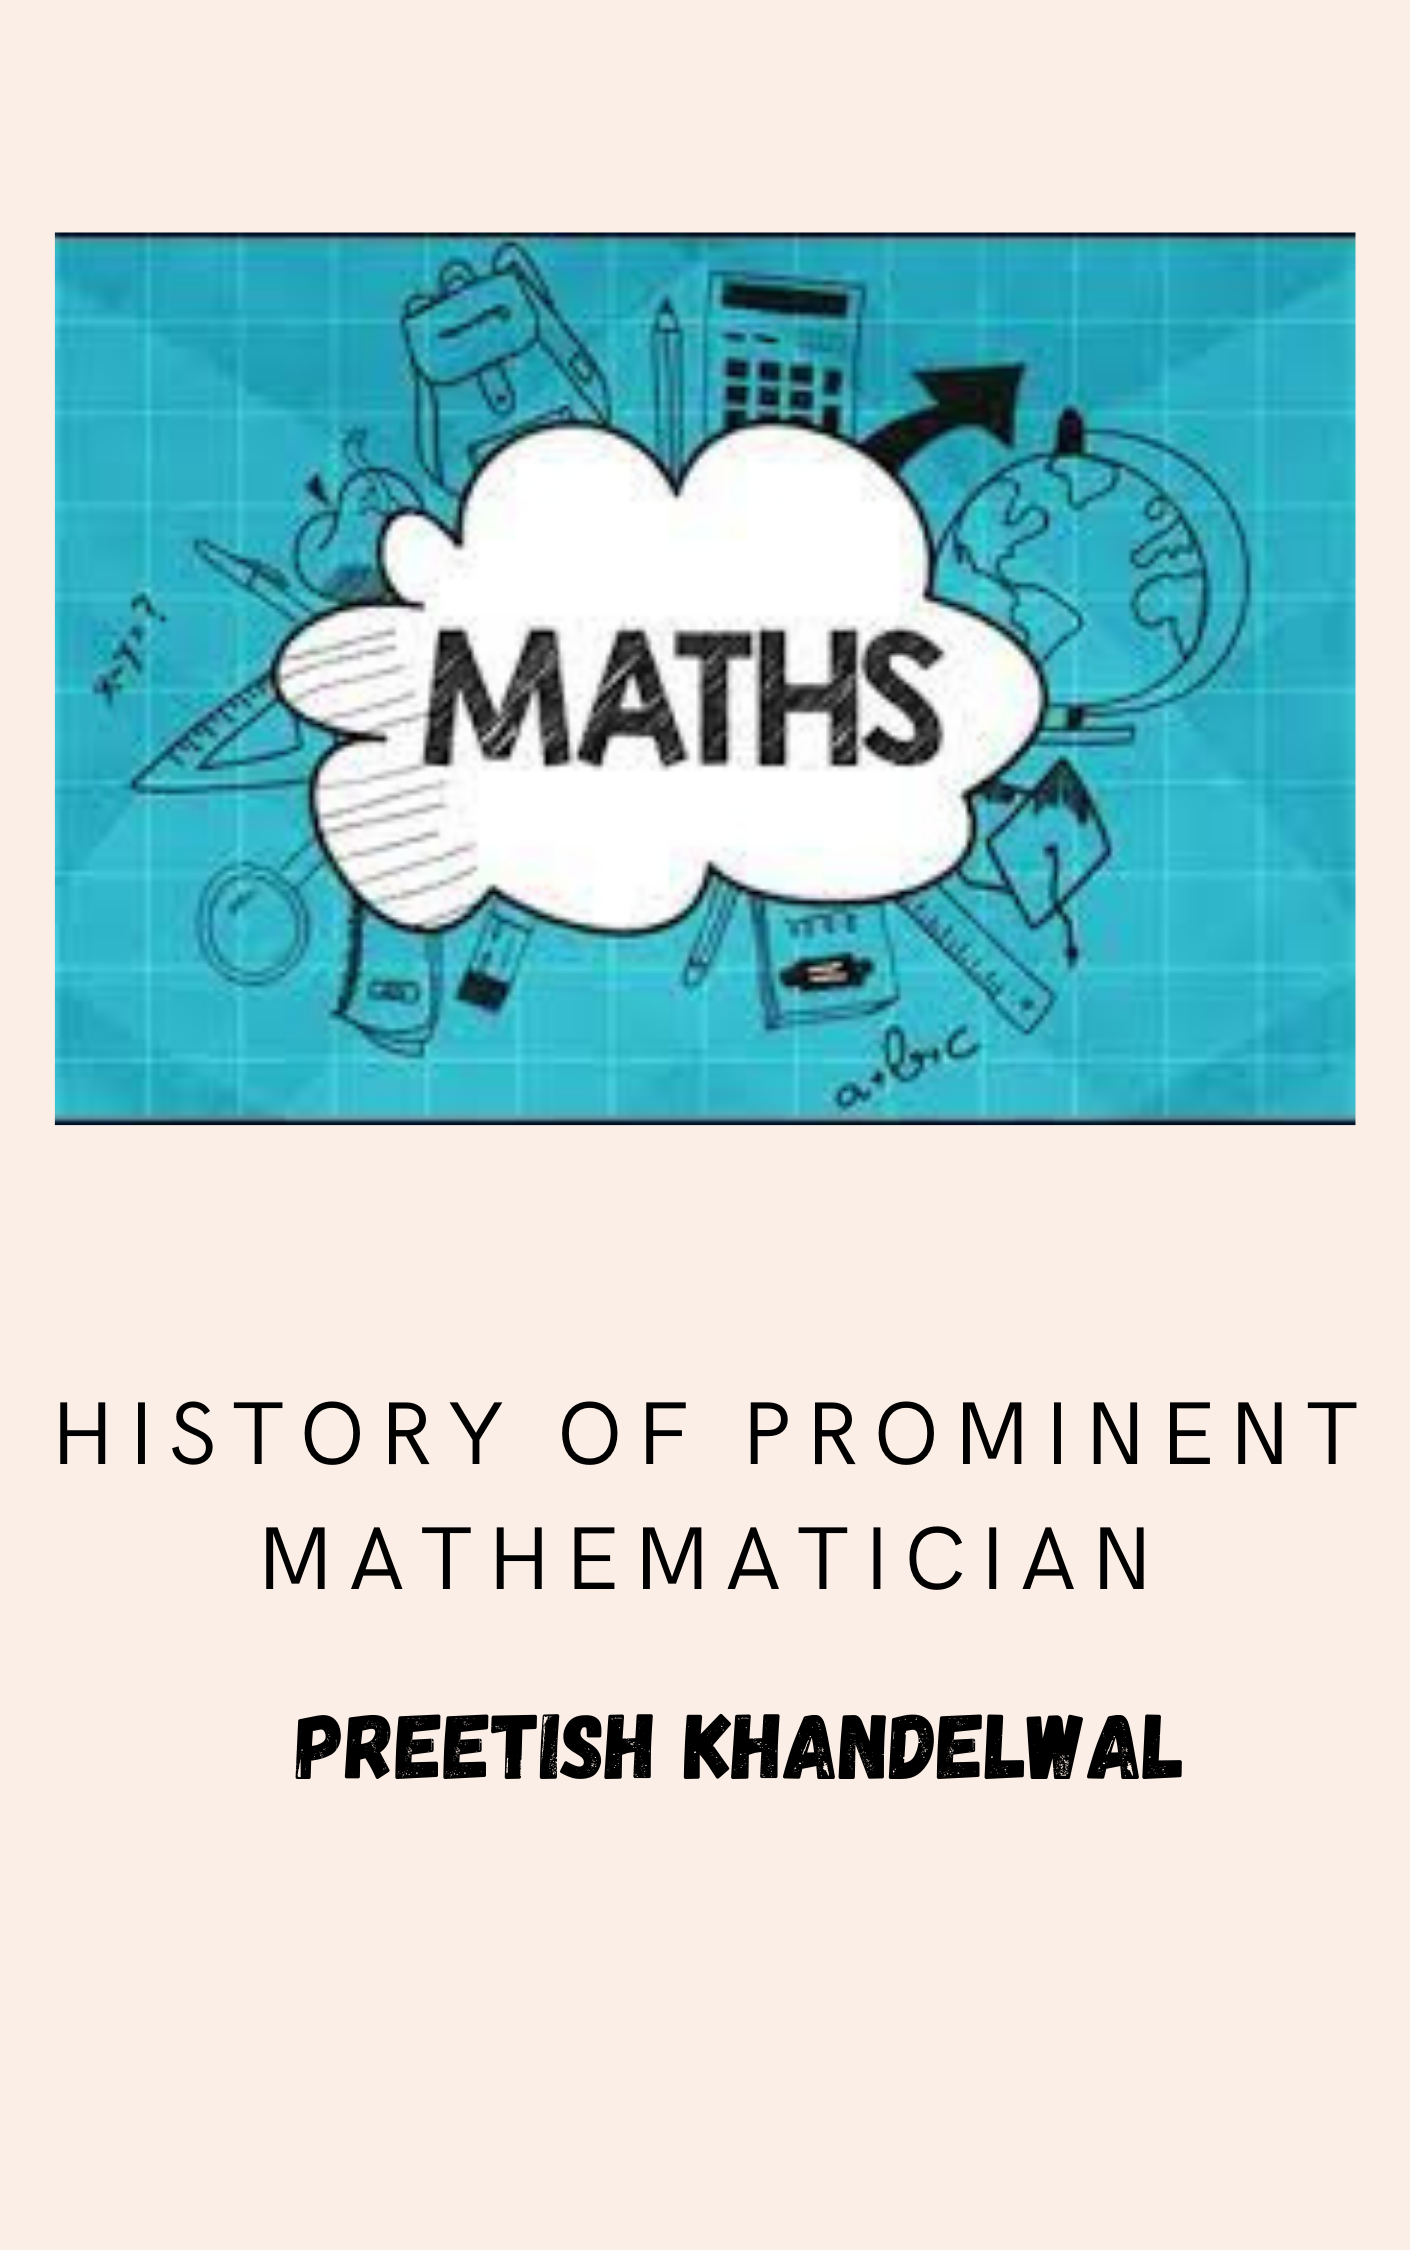 MATHS
x-y=?
a+b+c
HISTORY OF PROMINENT
MATHEMATICIAN
PREETISH KHANDELWAL